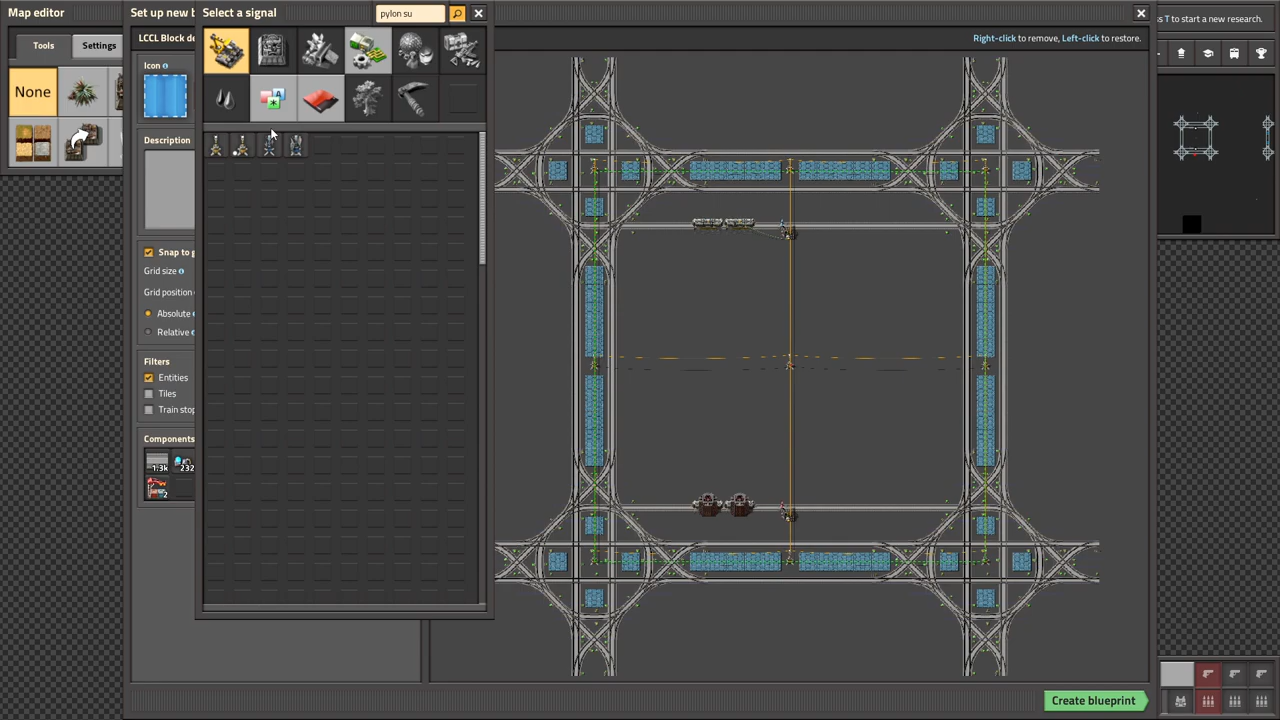 Map editor
Tools
Settings
None
Set up new b
LCCL Block de
Icon
Description
Snap to g
Grid size
Grid position
Absolute
Relative
Filters
Entities
Tiles
Train stop
Components
1.3k
232
2
Select a signal
pylon su
Right-click to remove, Left-click to restore.
Create blueprint
ss T to start a new research.